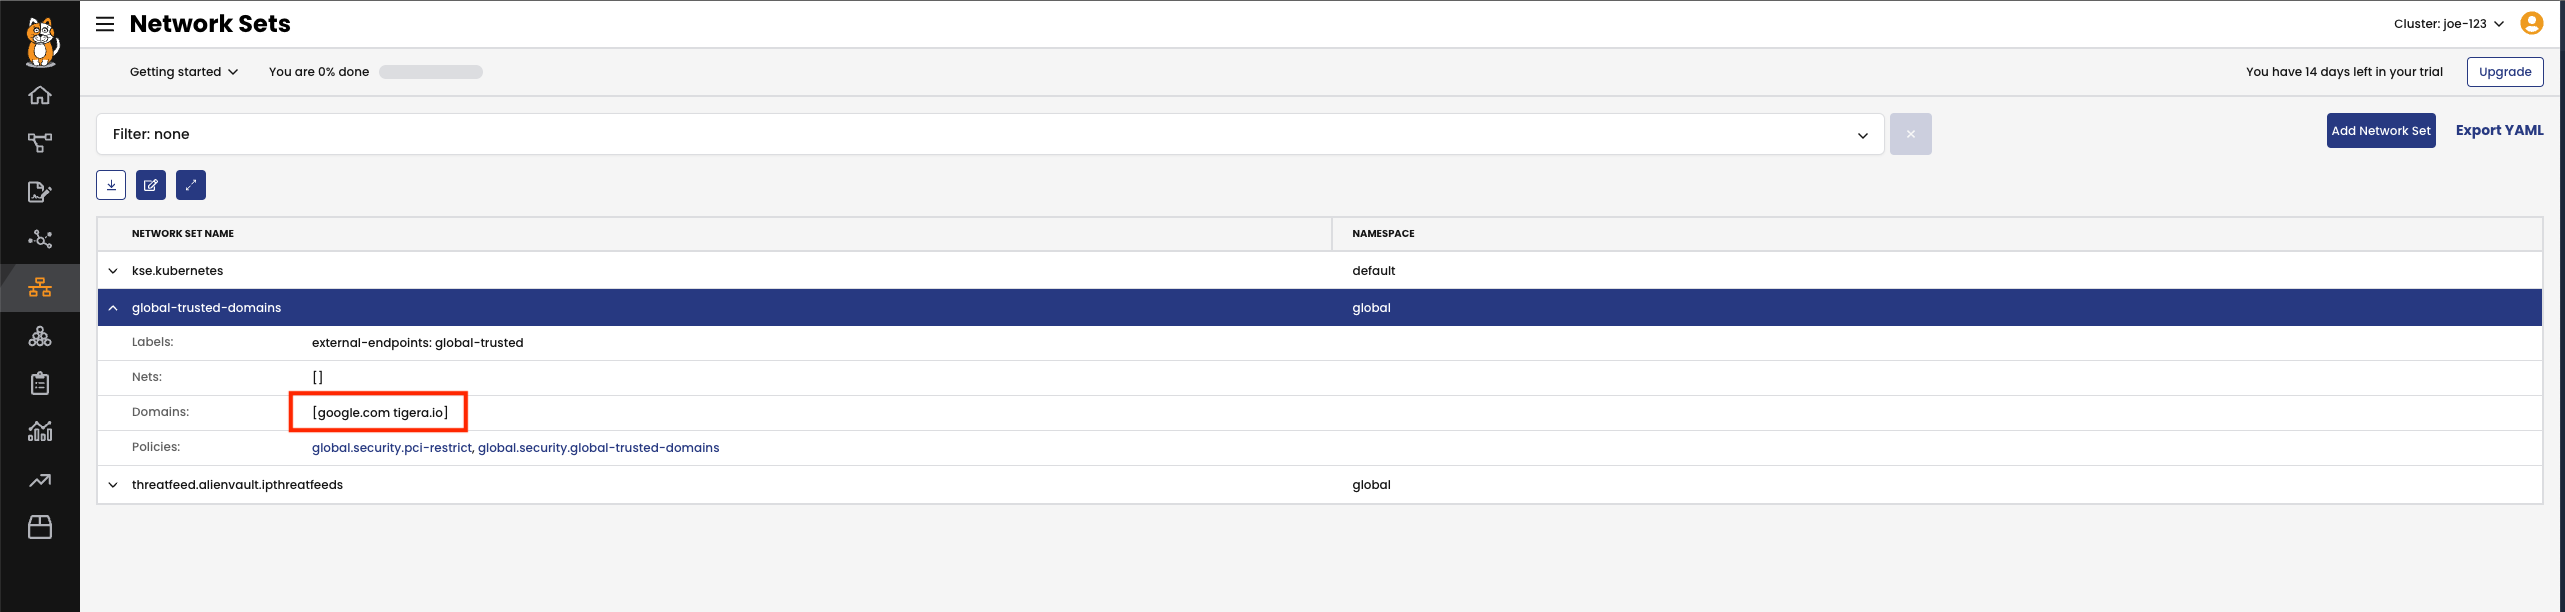 Network Sets
Cluster: joe-123
Getting started
You are 0% done
You have 14 days left in your trial
Upgrade
Filter: none
Add Network Set
Export YAML
NETWORK SET NAME
NAMESPACE
kse.kubernetes
default
global-trusted-domains
global
Labels:
external-endpoints: global-trusted
Nets:
[]
Domains:
[google.com tigera.io]
Policies:
global.security.pci-restrict, global.security.global-trusted-domains
threatfeed.alienvault.ipthreatfeeds
global